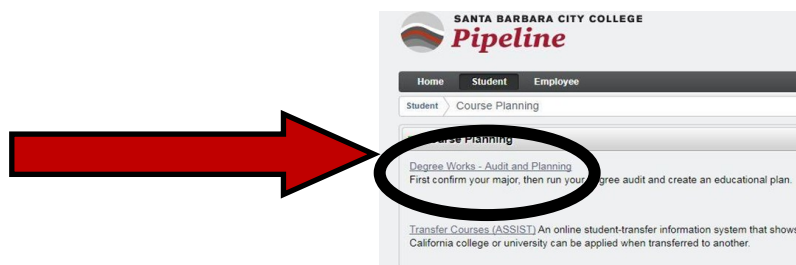 SANTA BARBARA CITY COLLEGE
Pipeline
Home Student Employee
Student Course Planning
Planning
Degree Works - Audit and Planning
First confirm your major, then run your degree audit and create an educational plan.
Transfer Courses (ASSIST) An online student-transfer information system that shows
California college or university can be applied when transferred to another.